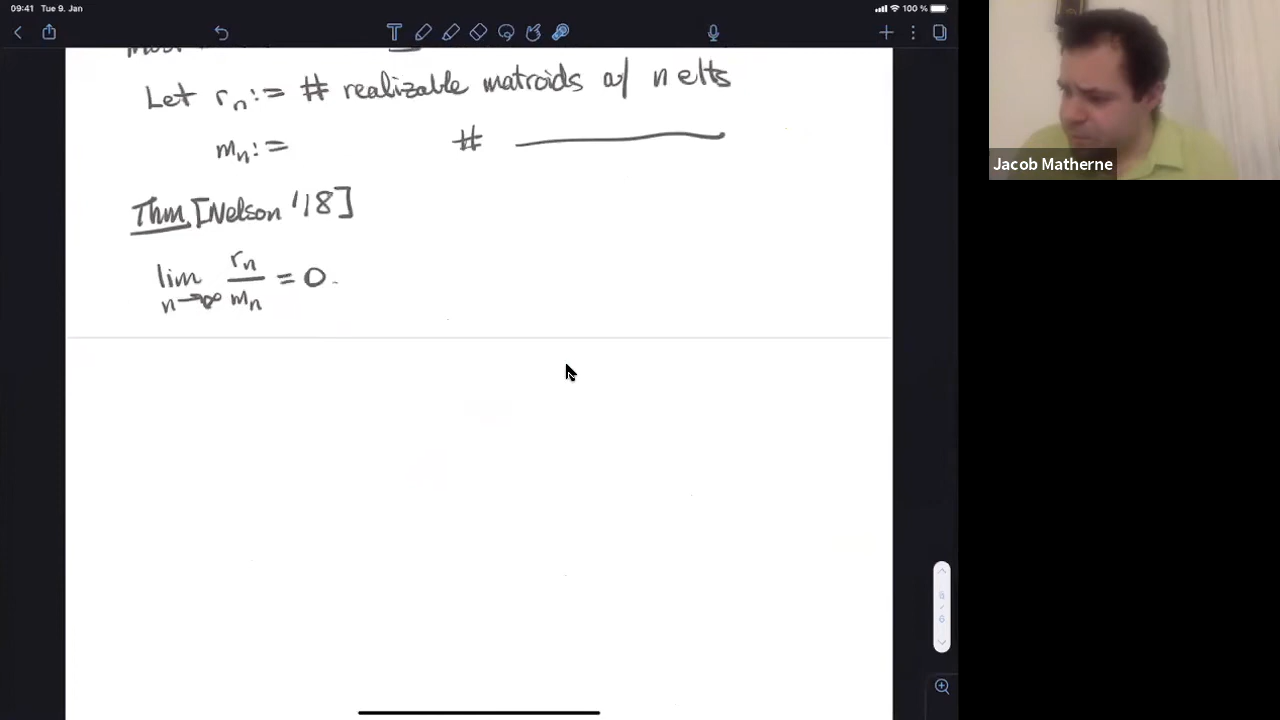 09:41 Tue 9. Jan
100 %
T
Jacob Matherne
Let rₙ := # realizable matroids w/ n elts
mₙ := # ―――
Thm [Nelson '18]
lim n→∞ rₙ/mₙ = 0.
6